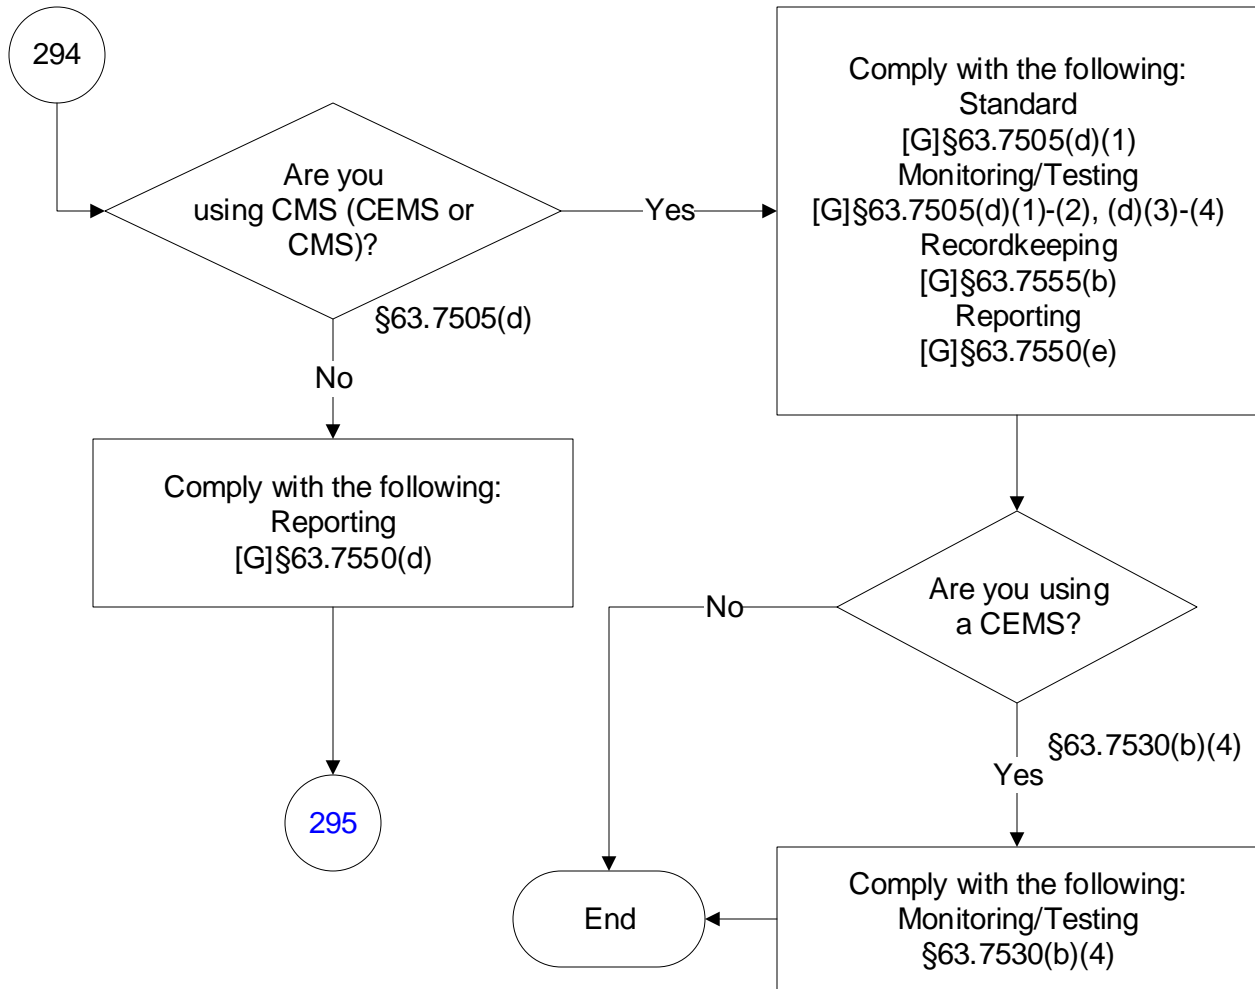 294
Are you
using CMS (CEMS or
CMS)?
§63.7505(d)
Yes
Comply with the following:
Standard
[G]§63.7505(d)(1)
Monitoring/Testing
[G]§63.7505(d)(1)-(2), (d)(3)-(4)
Recordkeeping
[G]§63.7555(b)
Reporting
[G]§63.7550(e)
No
Comply with the following:
Reporting
[G]§63.7550(d)
295
Are you using
a CEMS?
No
§63.7530(b)(4)
Yes
Comply with the following:
Monitoring/Testing
§63.7530(b)(4)
End